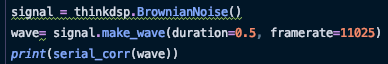 signal = thinkdsp.BrownianNoise()
wave= signal.make_wave(duration=0.5, framerate=11025)
print(serial_corr(wave))